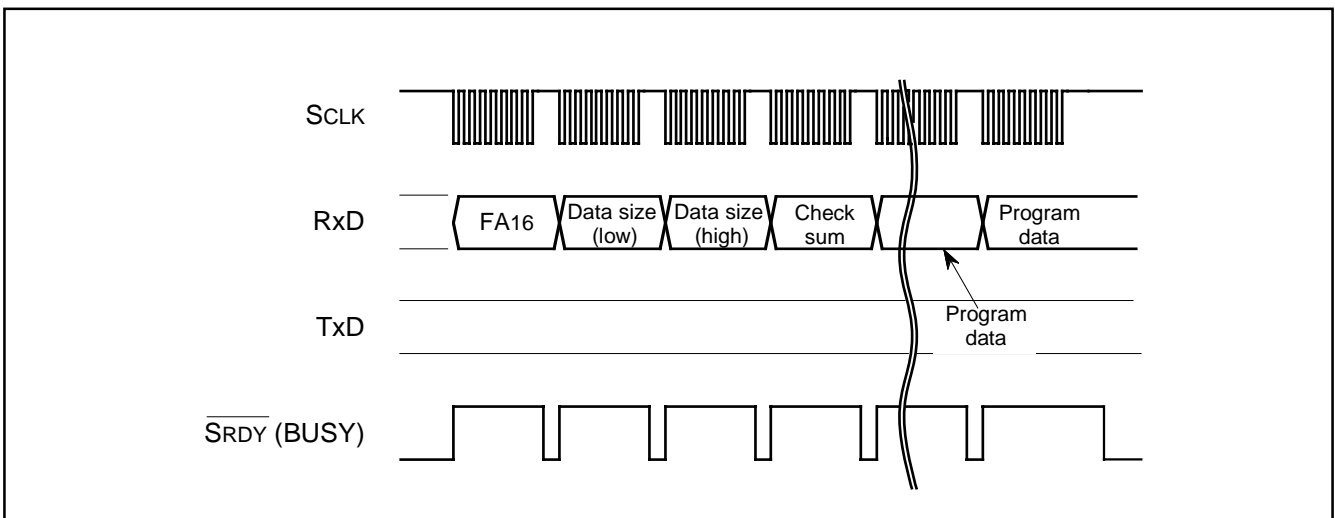 SCLK
RxD
FA16
Data size
(low)
Data size
(high)
Check
sum
Program
data
TxD
Program
data
SRDY (BUSY)